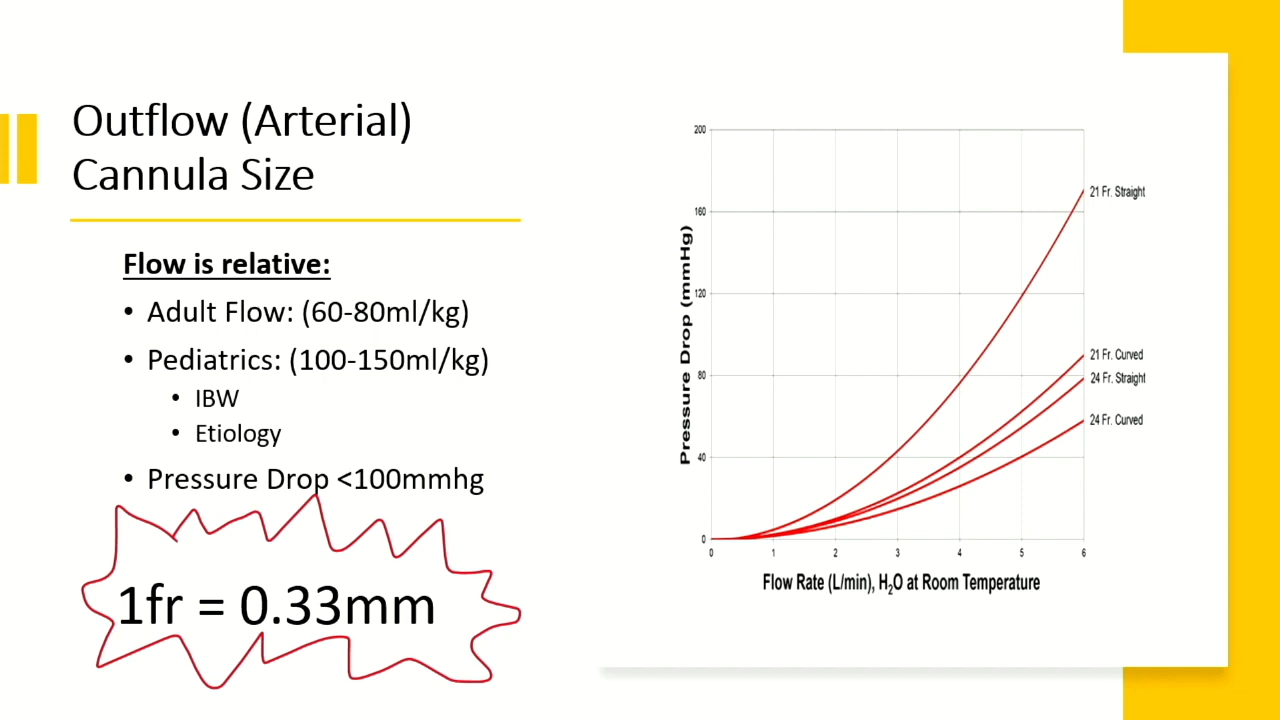 Outflow (Arterial)
Cannula Size
Flow is relative:
• Adult Flow: (60-80ml/kg)
• Pediatrics: (100-150ml/kg)
• IBW
• Etiology
• Pressure Drop <100mmhg
1fr = 0.33mm
Pressure Drop (mmHg)
200
160
120
80
40
0
0 1 2 3 4 5 6
Flow Rate (L/min), H₂O at Room Temperature
21 Fr. Straight
21 Fr. Curved
24 Fr. Straight
24 Fr. Curved